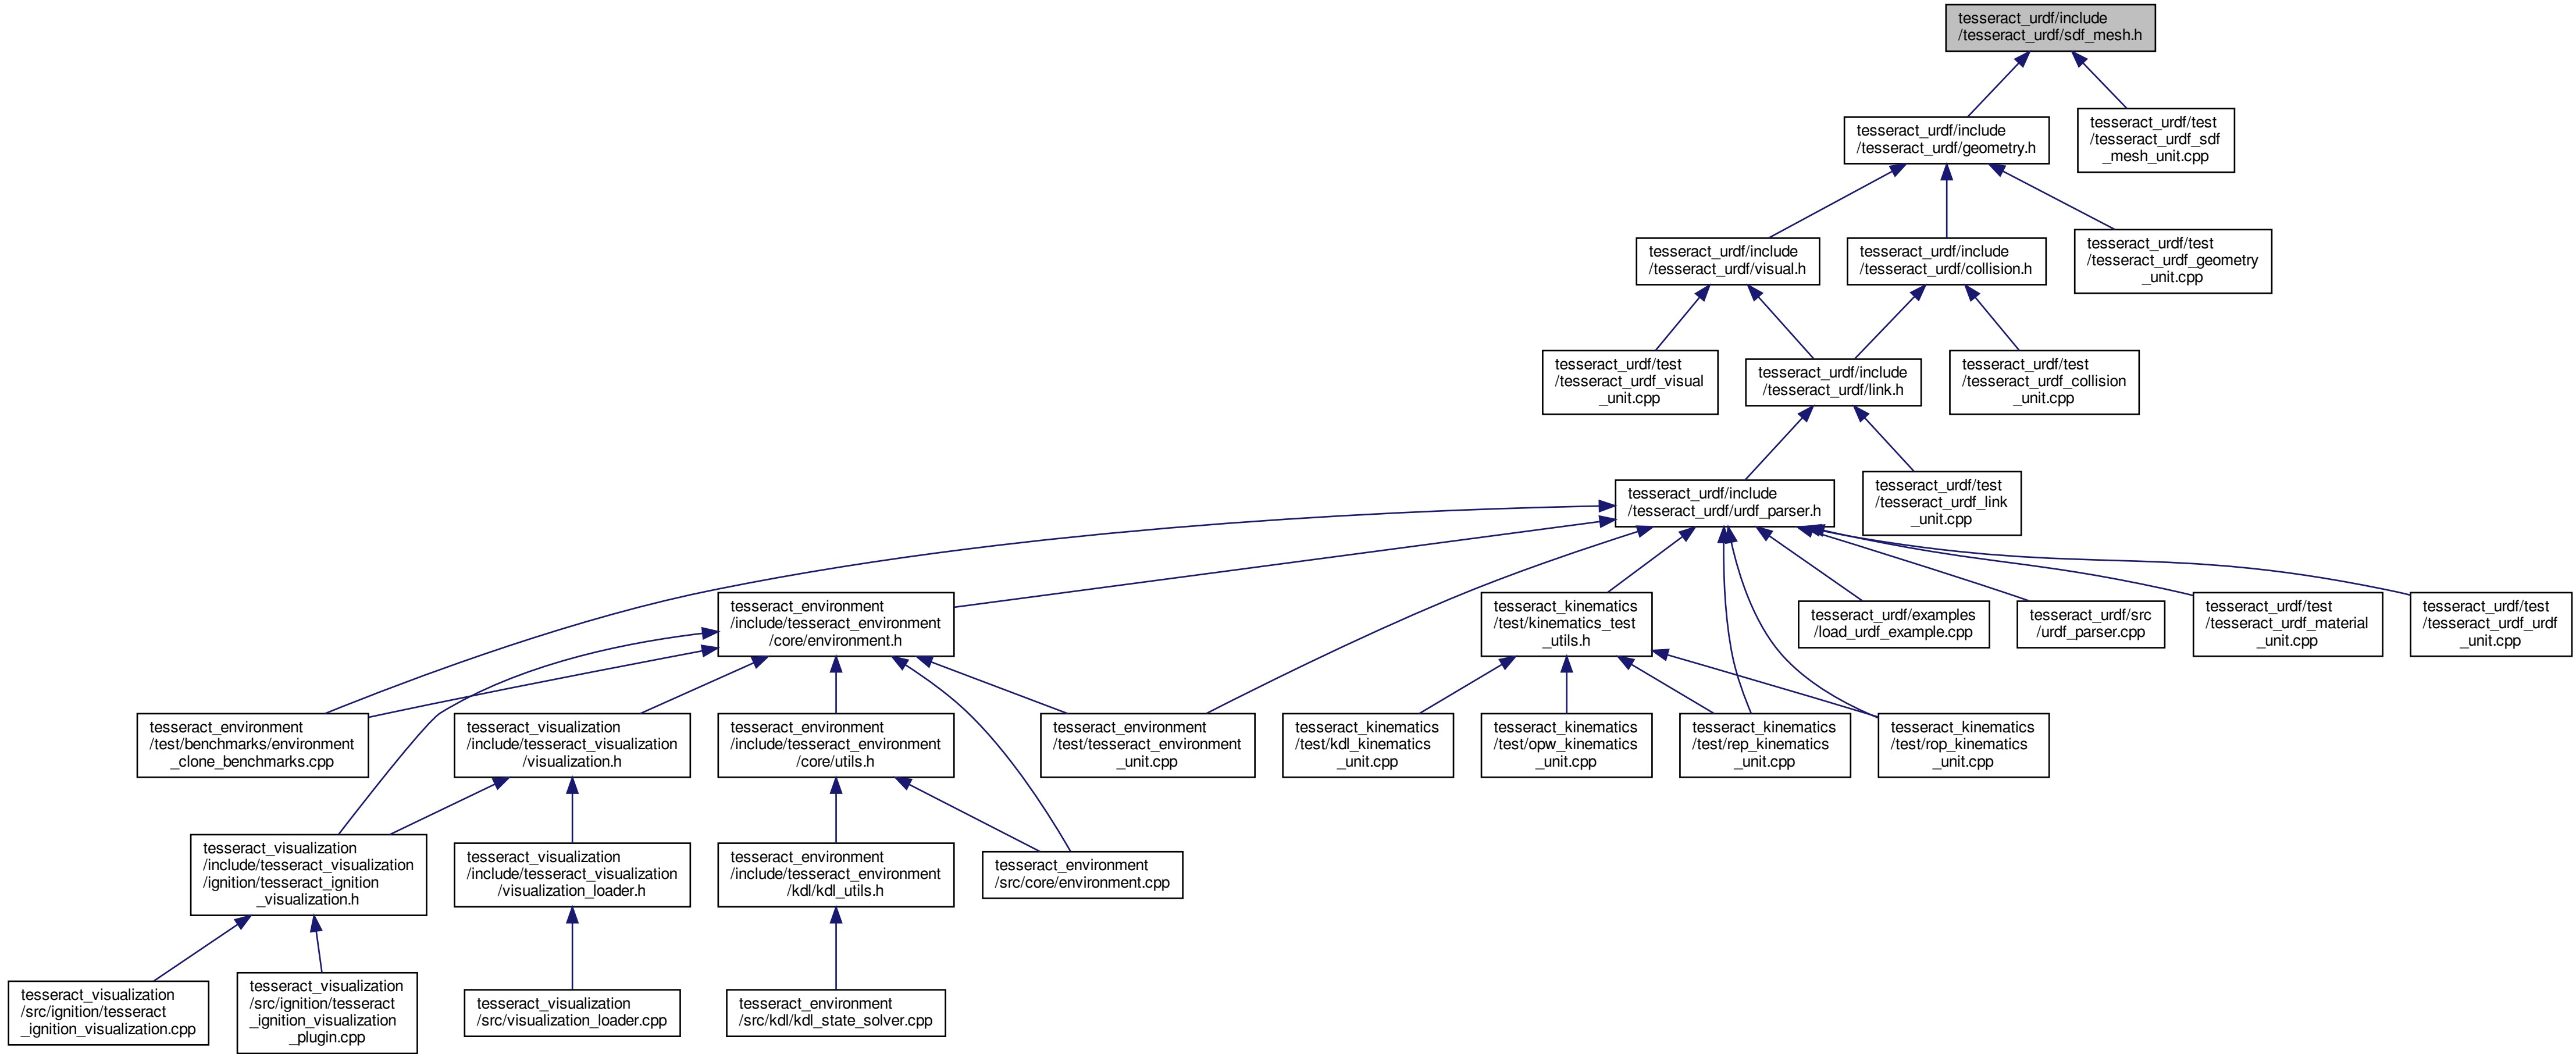 tesseract_urdf/include
/tesseract_urdf/sdf_mesh.h
tesseract_urdf/include
/tesseract_urdf/geometry.h
tesseract_urdf/test
/tesseract_urdf_sdf
_mesh_unit.cpp
tesseract_urdf/include
/tesseract_urdf/visual.h
tesseract_urdf/include
/tesseract_urdf/collision.h
tesseract_urdf/test
/tesseract_urdf_geometry
_unit.cpp
tesseract_urdf/test
/tesseract_urdf_visual
_unit.cpp
tesseract_urdf/include
/tesseract_urdf/link.h
tesseract_urdf/test
/tesseract_urdf_collision
_unit.cpp
tesseract_urdf/include
/tesseract_urdf/urdf_parser.h
tesseract_urdf/test
/tesseract_urdf_link
_unit.cpp
tesseract_environment
/include/tesseract_environment
/core/environment.h
tesseract_kinematics
/test/kinematics_test
_utils.h
tesseract_urdf/examples
/load_urdf_example.cpp
tesseract_urdf/src
/urdf_parser.cpp
tesseract_urdf/test
/tesseract_urdf_material
_unit.cpp
tesseract_urdf/test
/tesseract_urdf_urdf
_unit.cpp
tesseract_environment
/test/benchmarks/environment
_clone_benchmarks.cpp
tesseract_visualization
/include/tesseract_visualization
/visualization.h
tesseract_environment
/include/tesseract_environment
/core/utils.h
tesseract_environment
/test/tesseract_environment
_unit.cpp
tesseract_kinematics
/test/kdl_kinematics
_unit.cpp
tesseract_kinematics
/test/opw_kinematics
_unit.cpp
tesseract_kinematics
/test/rep_kinematics
_unit.cpp
tesseract_kinematics
/test/rop_kinematics
_unit.cpp
tesseract_visualization
/include/tesseract_visualization
/ignition/tesseract_ignition
_visualization.h
tesseract_visualization
/include/tesseract_visualization
/visualization_loader.h
tesseract_environment
/include/tesseract_environment
/kdl/kdl_utils.h
tesseract_environment
/src/core/environment.cpp
tesseract_visualization
/src/ignition/tesseract
_ignition_visualization.cpp
tesseract_visualization
/src/ignition/tesseract
_ignition_visualization
_plugin.cpp
tesseract_visualization
/src/visualization_loader.cpp
tesseract_environment
/src/kdl/kdl_state_solver.cpp